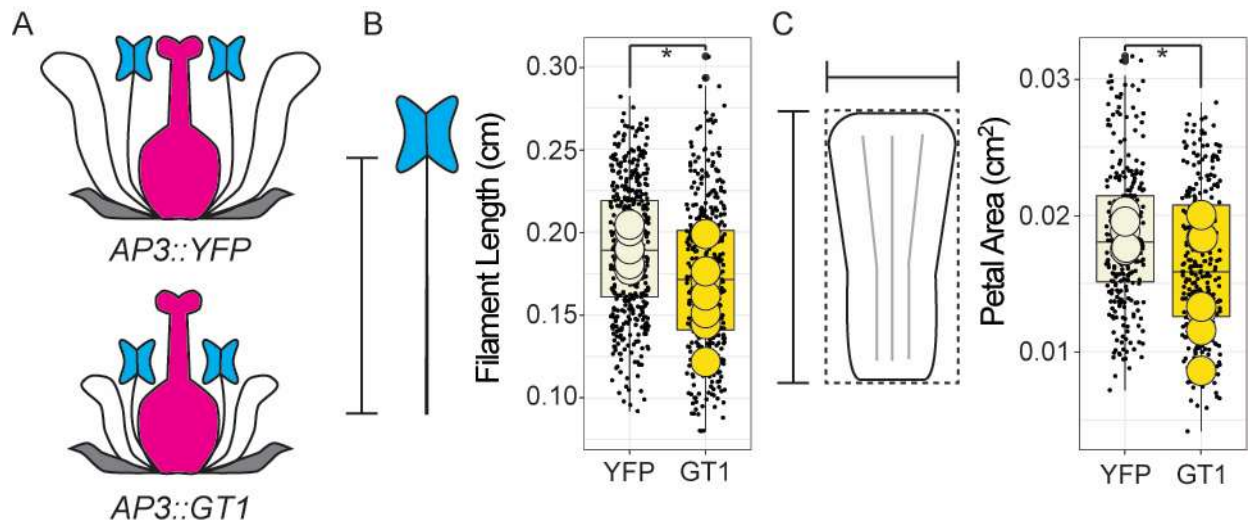 A
AP3::YFP
AP3::GT1
B
Filament Length (cm)
0.30
0.25
0.20
0.15
0.10
*
YFP
GT1
C
Petal Area (cm²)
0.03
0.02
0.01
*
YFP
GT1